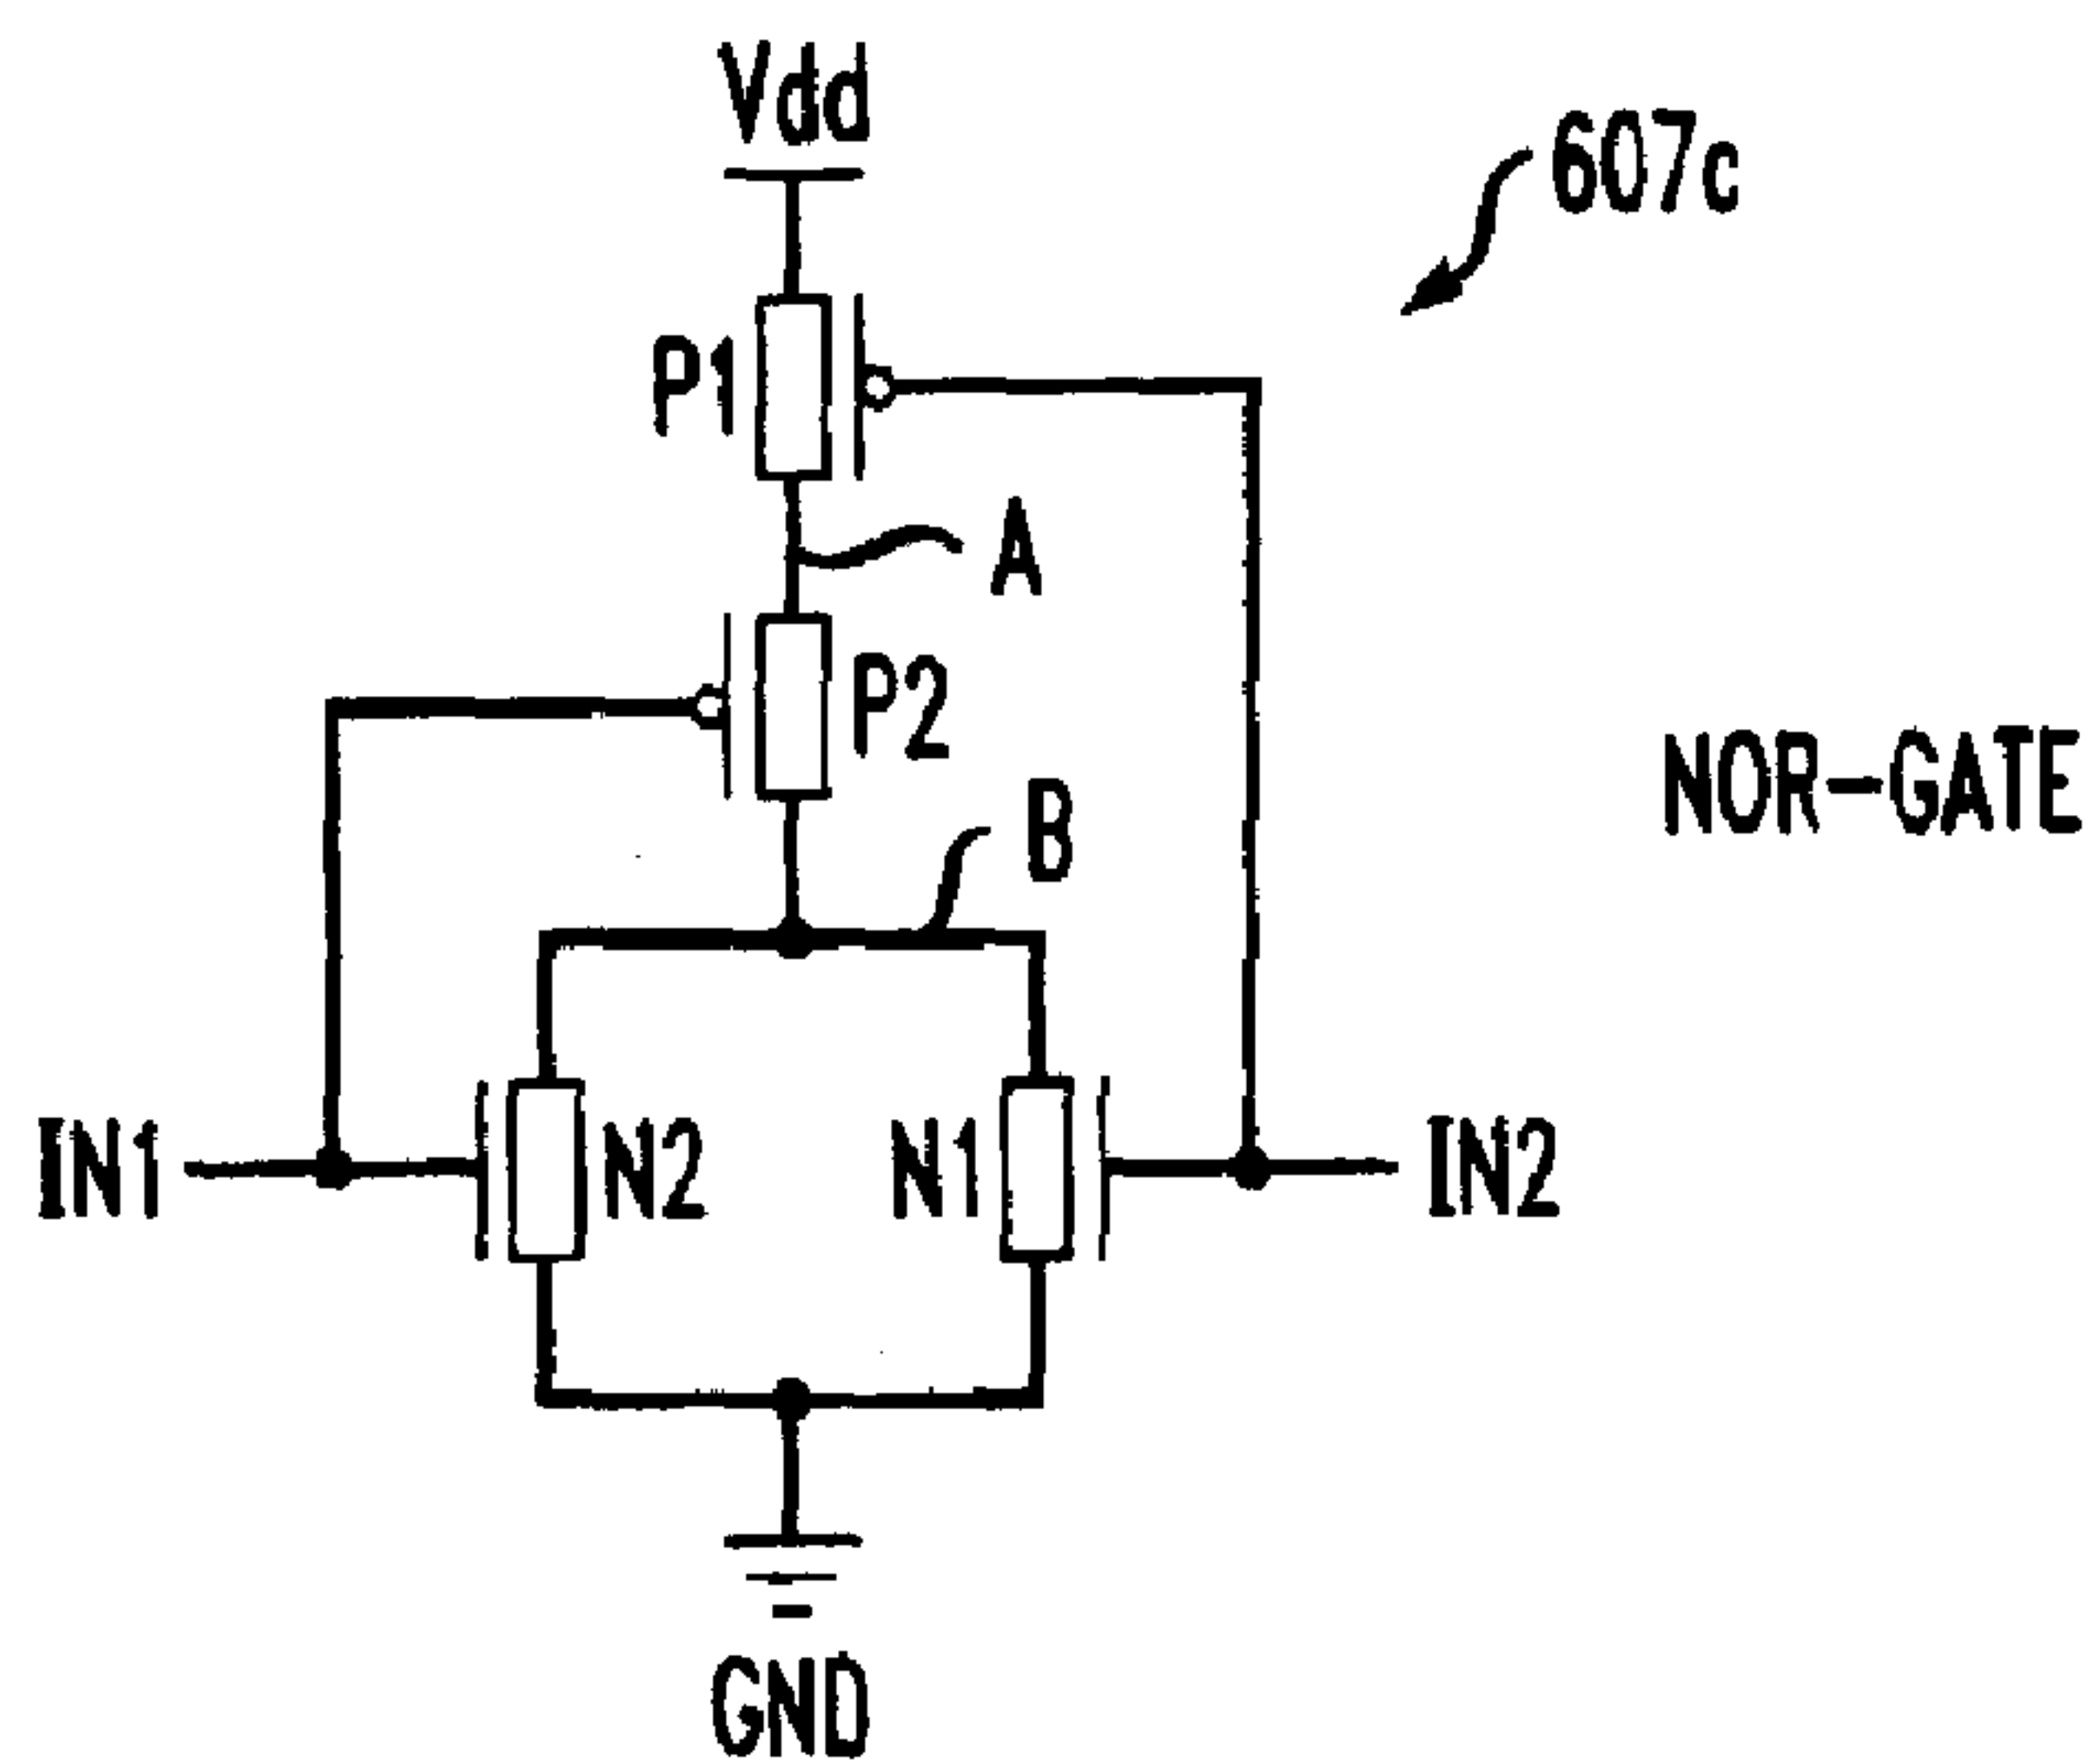 Vdd
607c
P1
A
P2
NOR-GATE
B
IN1
N2
N1
IN2
GND